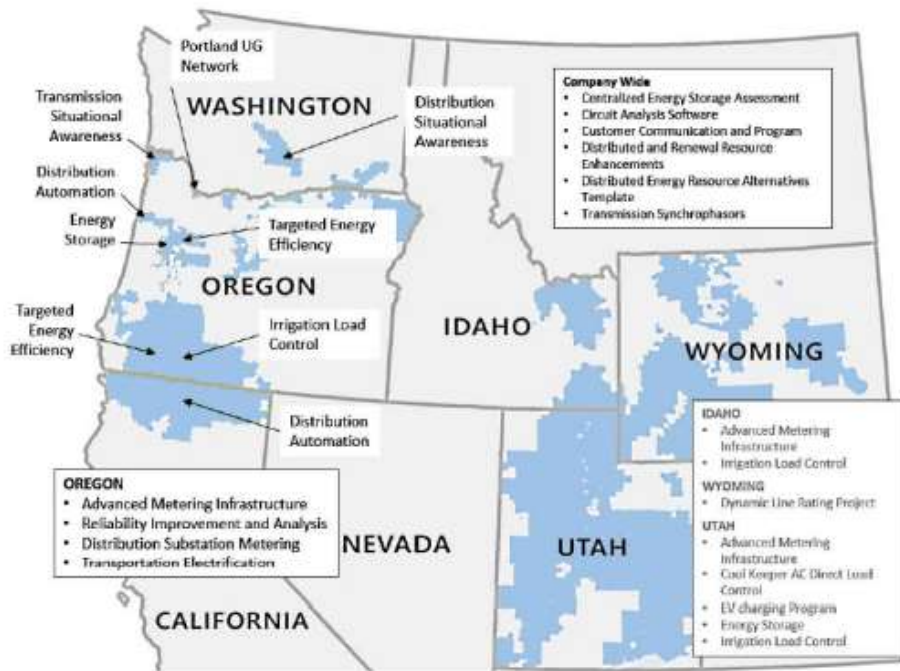 Portland UG
Network
Transmission
Situational
Awareness
WASHINGTON
Distribution
Situational
Awareness
Company Wide
• Centralized Energy Storage Assessment
• Circuit Analysis Software
• Customer Communication and Program
• Distributed and Renewal Resource
Enhancements
• Distributed Energy Resource Alternatives
Template
• Transmission Synchrophasors
Distribution
Automation
Energy
Storage
Targeted Energy
Efficiency
OREGON
Targeted
Energy
Efficiency
Irrigation Load
Control
IDAHO
WYOMING
Distribution
Automation
OREGON
• Advanced Metering Infrastructure
• Reliability Improvement and Analysis
• Distribution Substation Metering
• Transportation Electrification
NEVADA
UTAH
CALIFORNIA
IDAHO
• Advanced Metering
Infrastructure
• Irrigation Load Control
WYOMING
• Dynamic Line Rating Project
UTAH
• Advanced Metering
Infrastructure
• Cool Keeper AC Direct Load
Control
• EV charging Program
• Energy Storage
• Irrigation Load Control